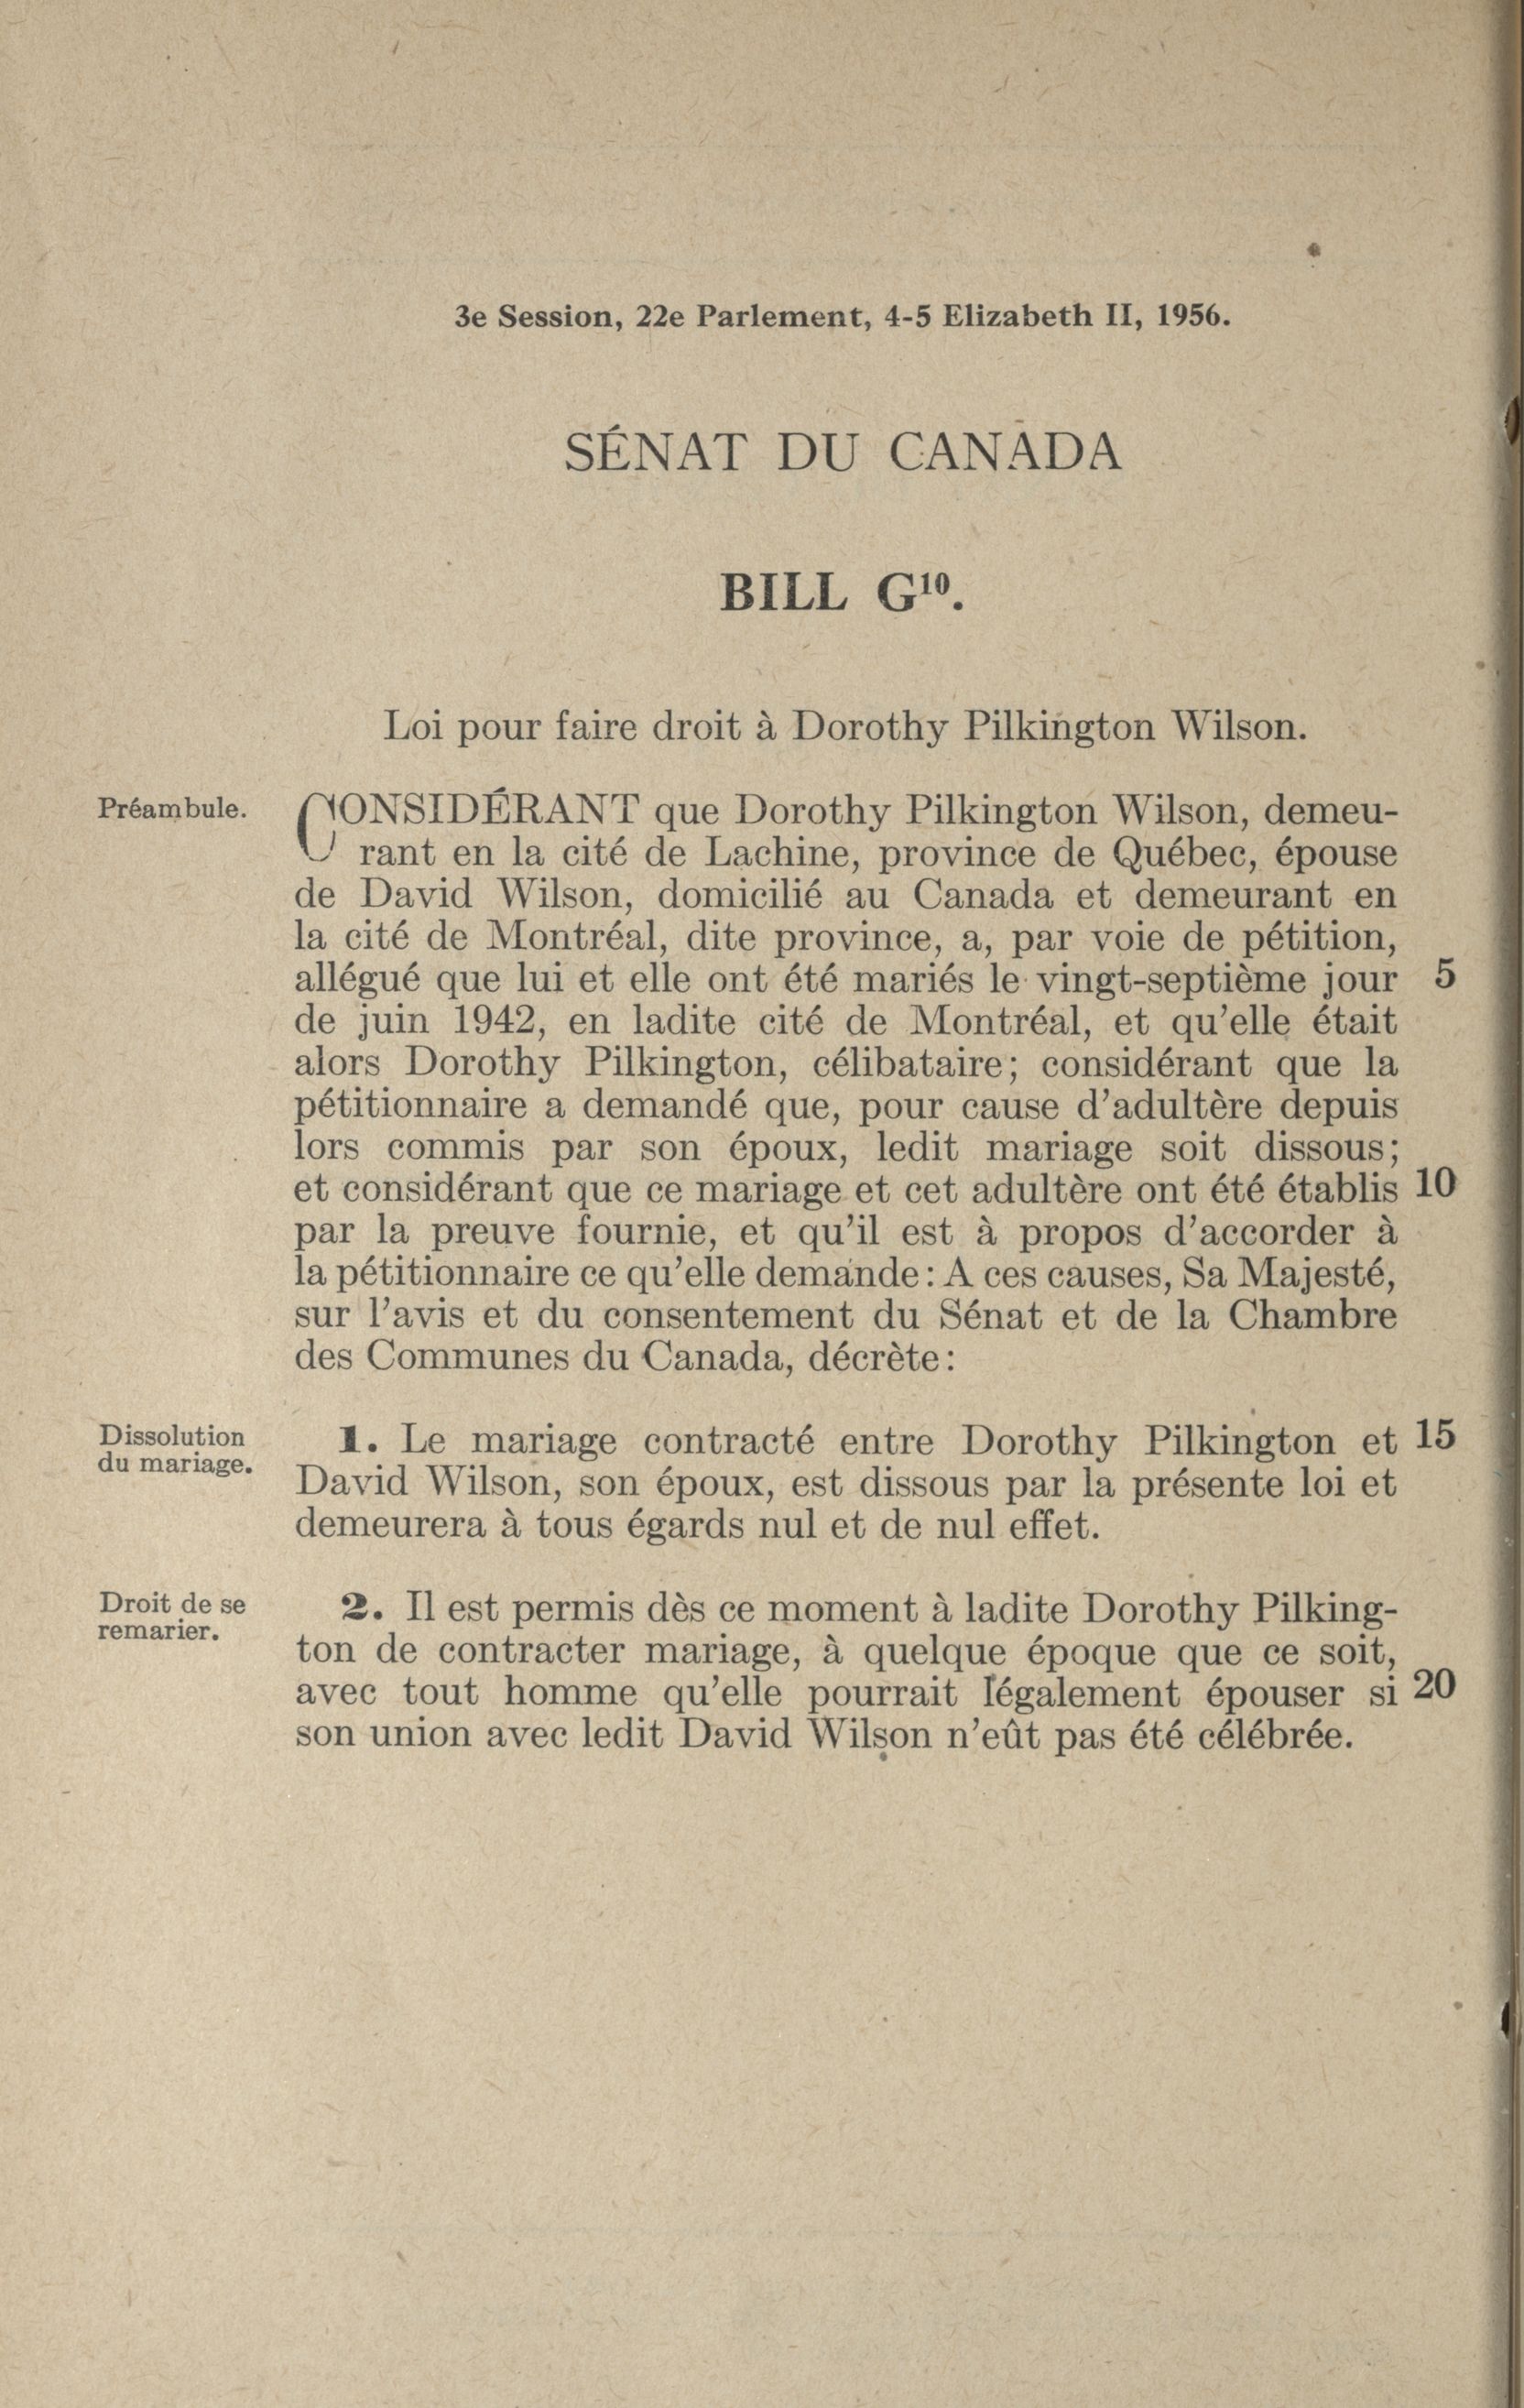 3e Session, 22e Parlement, 4-5 Elizabeth II, 1956.
SÉNAT DU CANADA
BILL G¹⁰.
Loi pour faire droit à Dorothy Pilkington Wilson.
Préambule.
CONSIDÉRANT que Dorothy Pilkington Wilson, demeu-
rant en la cité de Lachine, province de Québec, épouse
de David Wilson, domicilié au Canada et demeurant en
la cité de Montréal, dite province, a, par voie de pétition,
allégué que lui et elle ont été mariés le vingt-septième jour 5
de juin 1942, en ladite cité de Montréal, et qu'elle était
alors Dorothy Pilkington, célibataire; considérant que la
pétitionnaire a demandé que, pour cause d'adultère depuis
lors commis par son époux, ledit mariage soit dissous;
et considérant que ce mariage et cet adultère ont été établis 10
par la preuve fournie, et qu'il est à propos d'accorder à
la pétitionnaire ce qu'elle demande: A ces causes, Sa Majesté,
sur l'avis et du consentement du Sénat et de la Chambre
des Communes du Canada, décrète:
Dissolution
du mariage.
1. Le mariage contracté entre Dorothy Pilkington et 15
David Wilson, son époux, est dissous par la présente loi et
demeurera à tous égards nul et de nul effet.
Droit de se
remarier.
2. Il est permis dès ce moment à ladite Dorothy Pilking-
ton de contracter mariage, à quelque époque que ce soit,
avec tout homme qu'elle pourrait légalement épouser si 20
son union avec ledit David Wilson n'eût pas été célébrée.